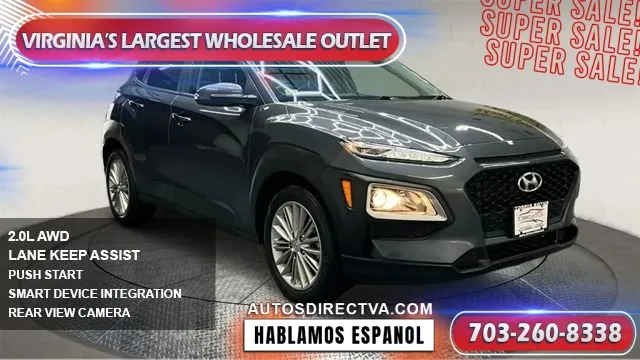 VIRGINIA'S LARGEST WHOLESALE OUTLET
SUPER SALE!
SUPER SALE!
SUPER SALE!
2.0L AWD
LANE KEEP ASSIST
PUSH START
SMART DEVICE INTEGRATION
REAR VIEW CAMERA
AUTOSDIRECTVA.COM
HABLAMOS ESPANOL
703-260-8338